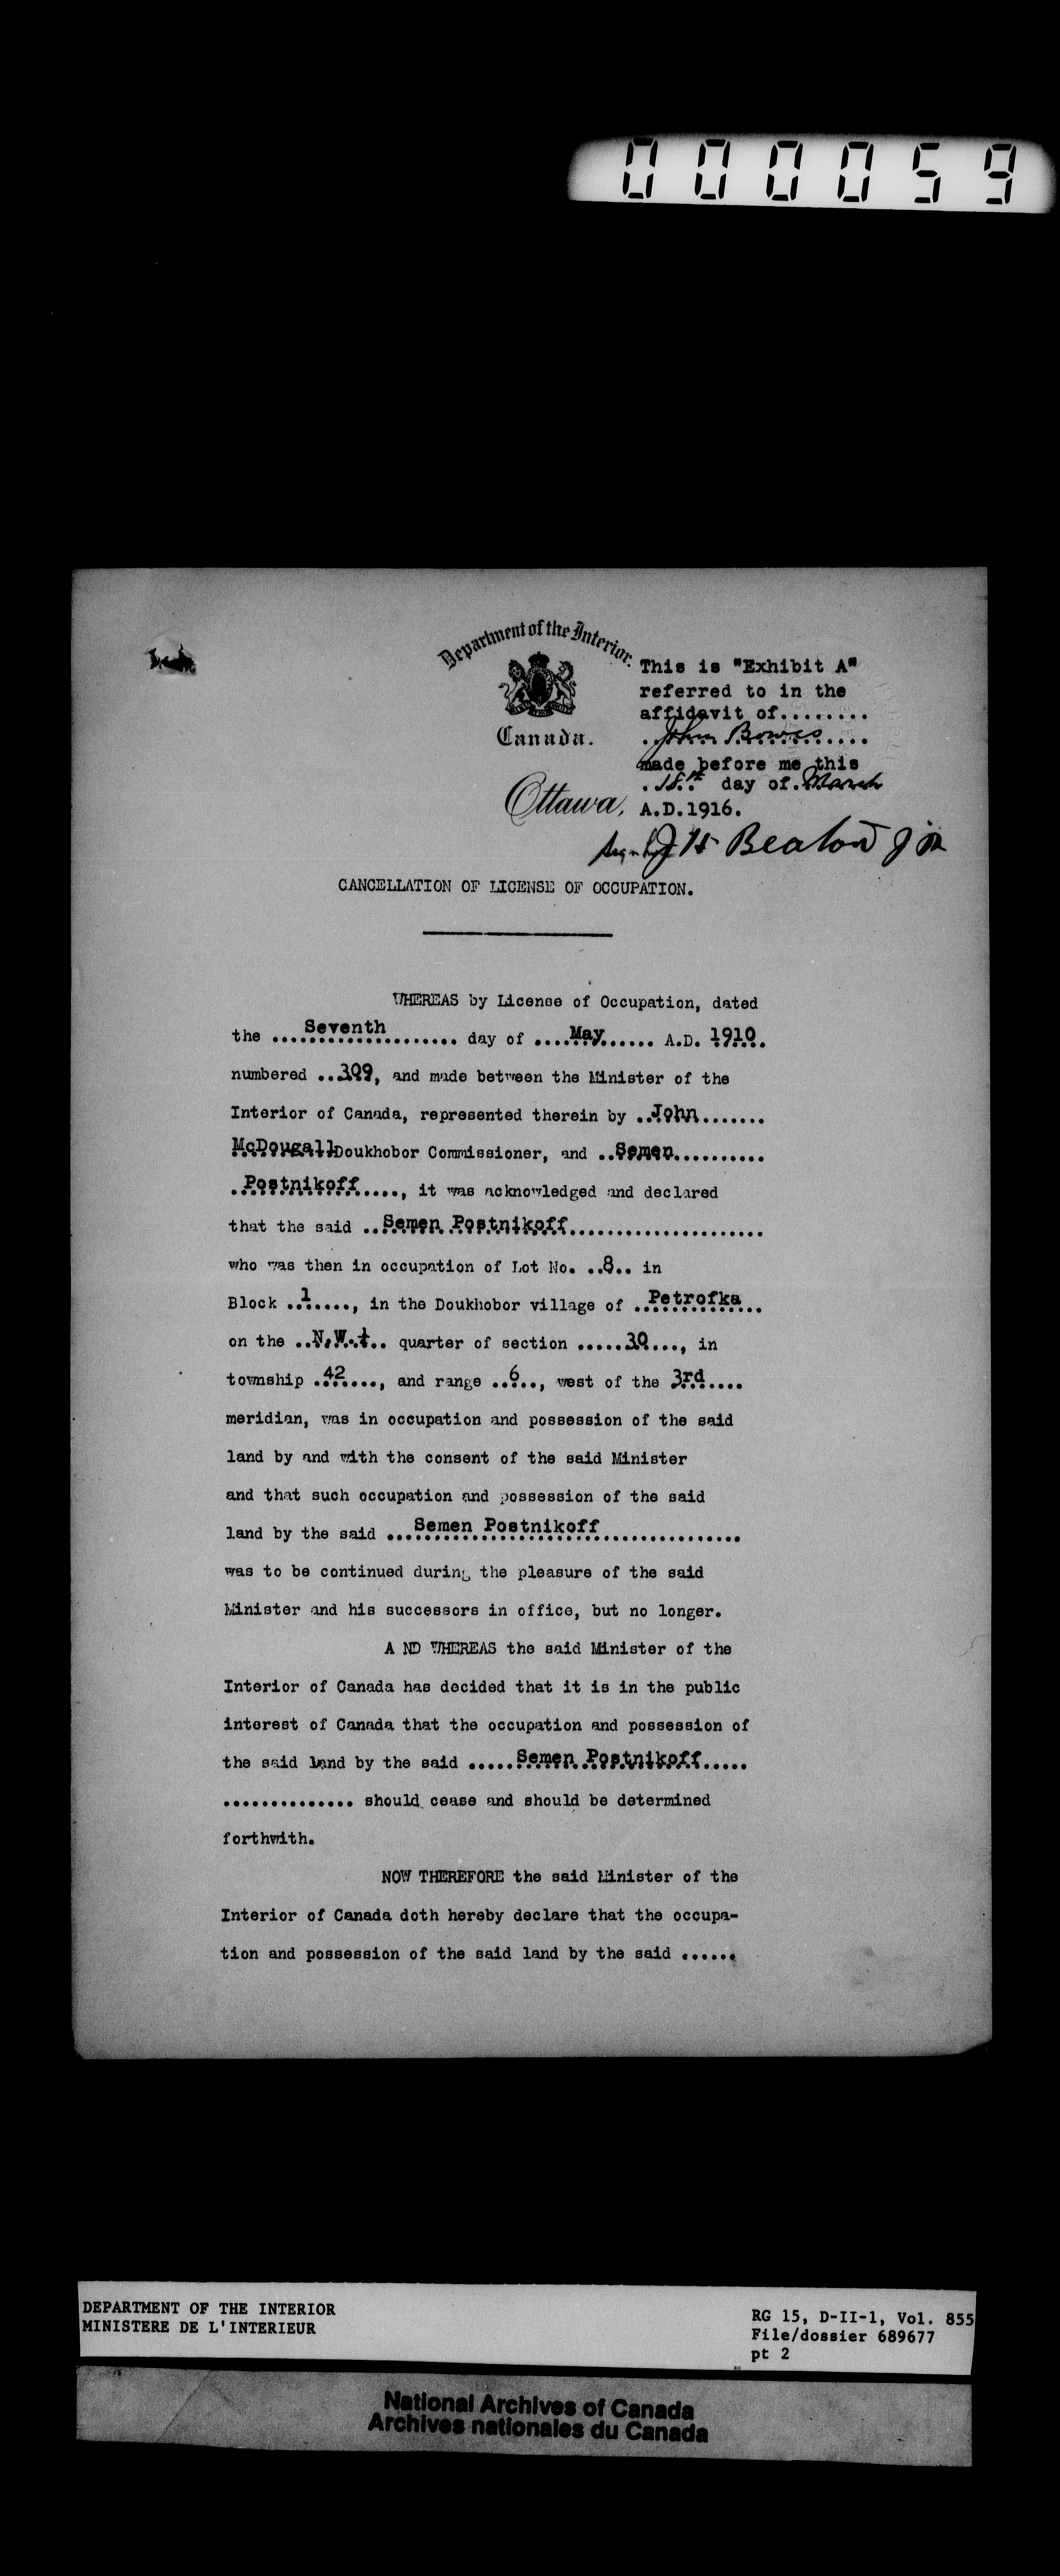 000059
Department of the Interior.
Canada.
Ottawa,
This is "Exhibit A"
referred to in the
affidavit of........
John Bowes
made before me this
.18th day of.March
A.D.1916.
J H Beaton J P
CANCELLATION OF LICENSE OF OCCUPATION.
WHEREAS by License of Occupation, dated
the ....Seventh.......... day of ....May...... A.D. 1910.
numbered ..309, and made between the Minister of the
Interior of Canada, represented therein by ..John.......
McDougall Doukhobor Commissioner, and ..Semen..........
.Postnikoff....., it was acknowledged and declared
that the said ..Semen Postnikoff.....................
who was then in occupation of Lot No. ..8.. in
Block ..1....., in the Doukhobor village of ..Petrofka..
on the ..N.W.¼.. quarter of section .....30...., in
township .42....., and range ..6..., west of the 3rd....
meridian, was in occupation and possession of the said
land by and with the consent of the said Minister
and that such occupation and possession of the said
land by the said ...Semen Postnikoff................
was to be continued during the pleasure of the said
Minister and his successors in office, but no longer.
A ND WHEREAS the said Minister of the
Interior of Canada has decided that it is in the public
interest of Canada that the occupation and possession of
the said land by the said .....Semen Postnikoff.....
.............. should cease and should be determined
forthwith.
NOW THEREFORE the said Minister of the
Interior of Canada doth hereby declare that the occupa-
tion and possession of the said land by the said ......
DEPARTMENT OF THE INTERIOR
MINISTERE DE L'INTERIEUR
RG 15, D-II-1, Vol. 855
File/dossier 689677
pt 2
National Archives of Canada
Archives nationales du Canada